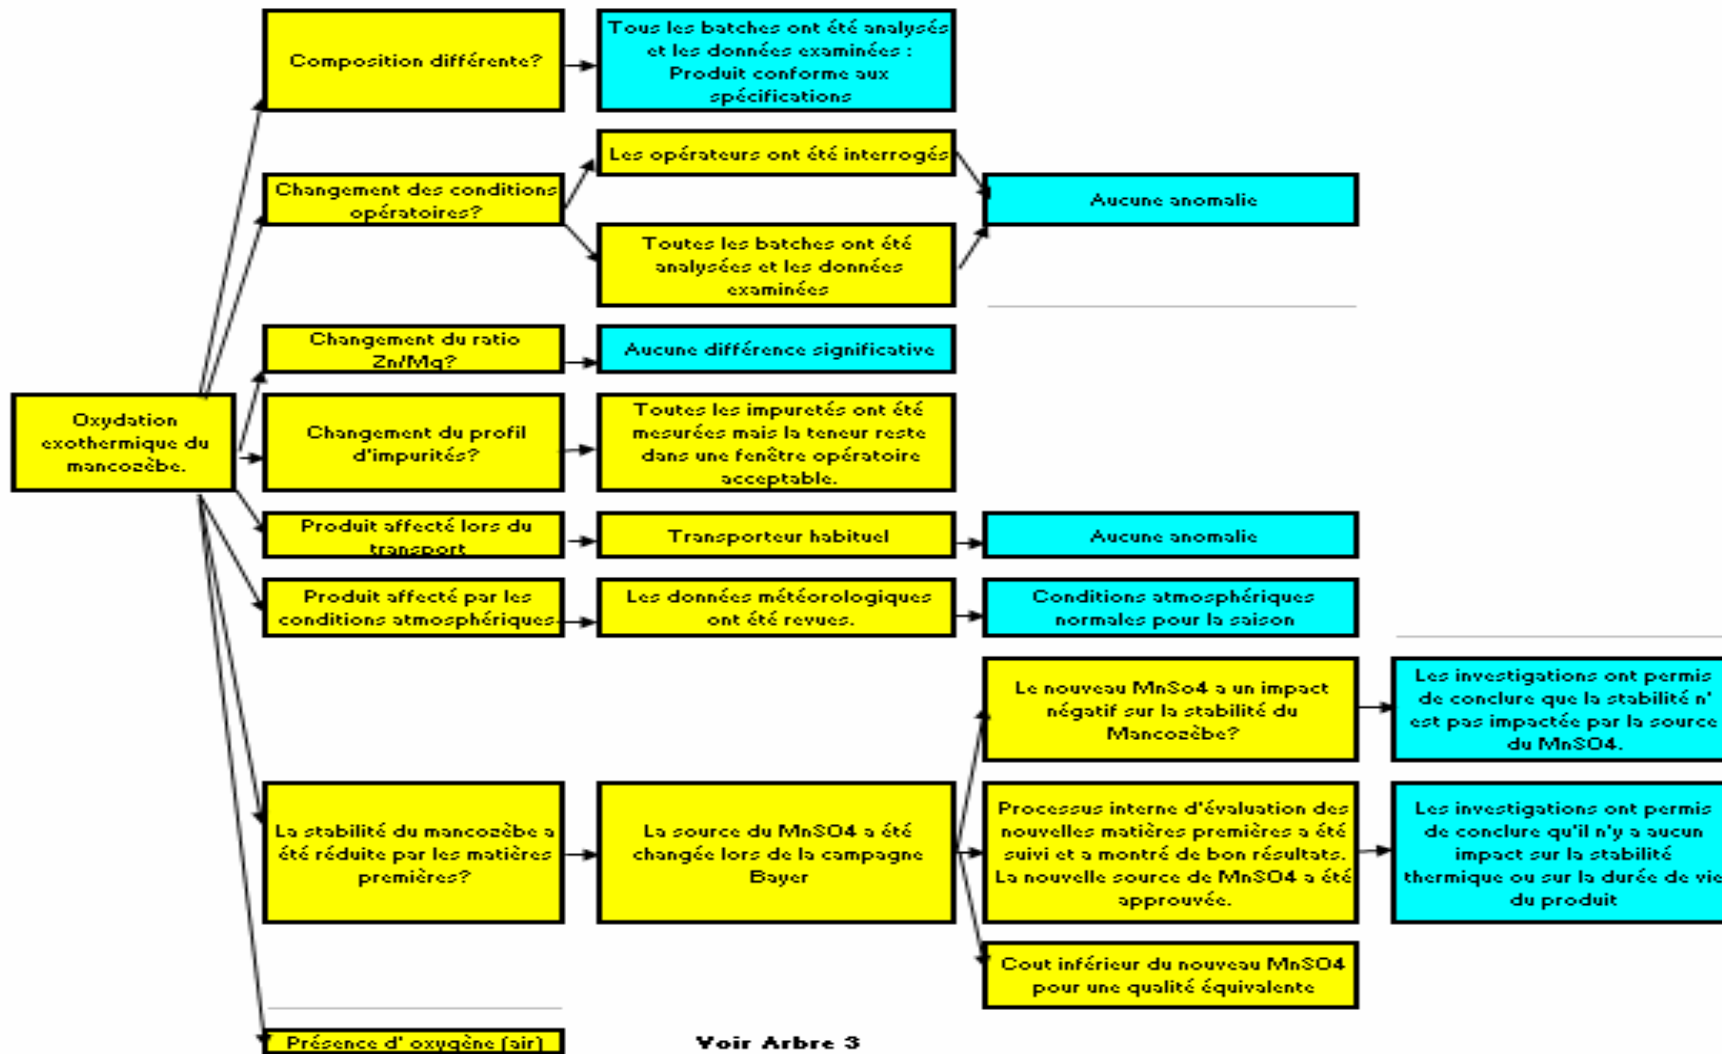 Composition différente?
Tous les batches ont été analysés
et les données examinées :
Produit conforme aux
spécifications
Changement des conditions
opératoires?
Les opérateurs ont été interrogés
Toutes les batches ont été
analysées et les données
examinées
Aucune anomalie
Changement du ratio
Zn/Mg?
Aucune différence significative
Oxydation
exothermique du
mancozèbe.
Changement du profil
d'impurités?
Toutes les impuretés ont été
mesurées mais la teneur reste
dans une fenêtre opératoire
acceptable.
Produit affecté lors du
transport
Transporteur habituel
Aucune anomalie
Produit affecté par les
conditions atmosphériques.
Les données météorologiques
ont été revues.
Conditions atmosphériques
normales pour la saison
La stabilité du mancozèbe a
été réduite par les matières
premières?
La source du MnSO4 a été
changée lors de la campagne
Bayer
Le nouveau MnSo4 a un impact
négatif sur la stabilité du
Mancozèbe?
Les investigations ont permis
de conclure que la stabilité n'
est pas impactée par la source
du MnSO4.
Processus interne d'évaluation des
nouvelles matières premières a été
suivi et a montré de bon résultats.
La nouvelle source de MnSO4 a été
approuvée.
Les investigations ont permis
de conclure qu'il n'y a aucun
impact sur la stabilité
thermique ou sur la durée de vie
du produit
Cout inférieur du nouveau MnSO4
pour une qualité équivalente
Présence d' oxygène (air)
Voir Arbre 3